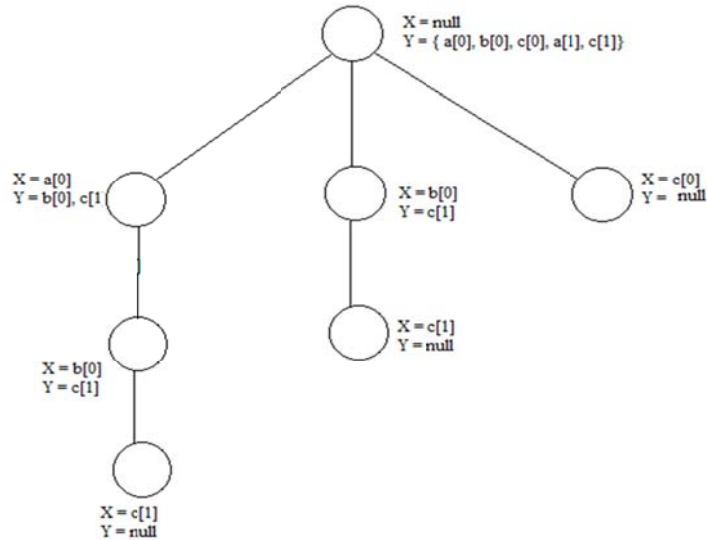 X = null
Y = { a[0], b[0], c[0], a[1], c[1]}
X = a[0]
Y = b[0], c[1
X = b[0]
Y = c[1]
X = c[0]
Y = null
X = c[1]
Y = null
X = b[0]
Y = c[1]
X = c[1]
Y = null